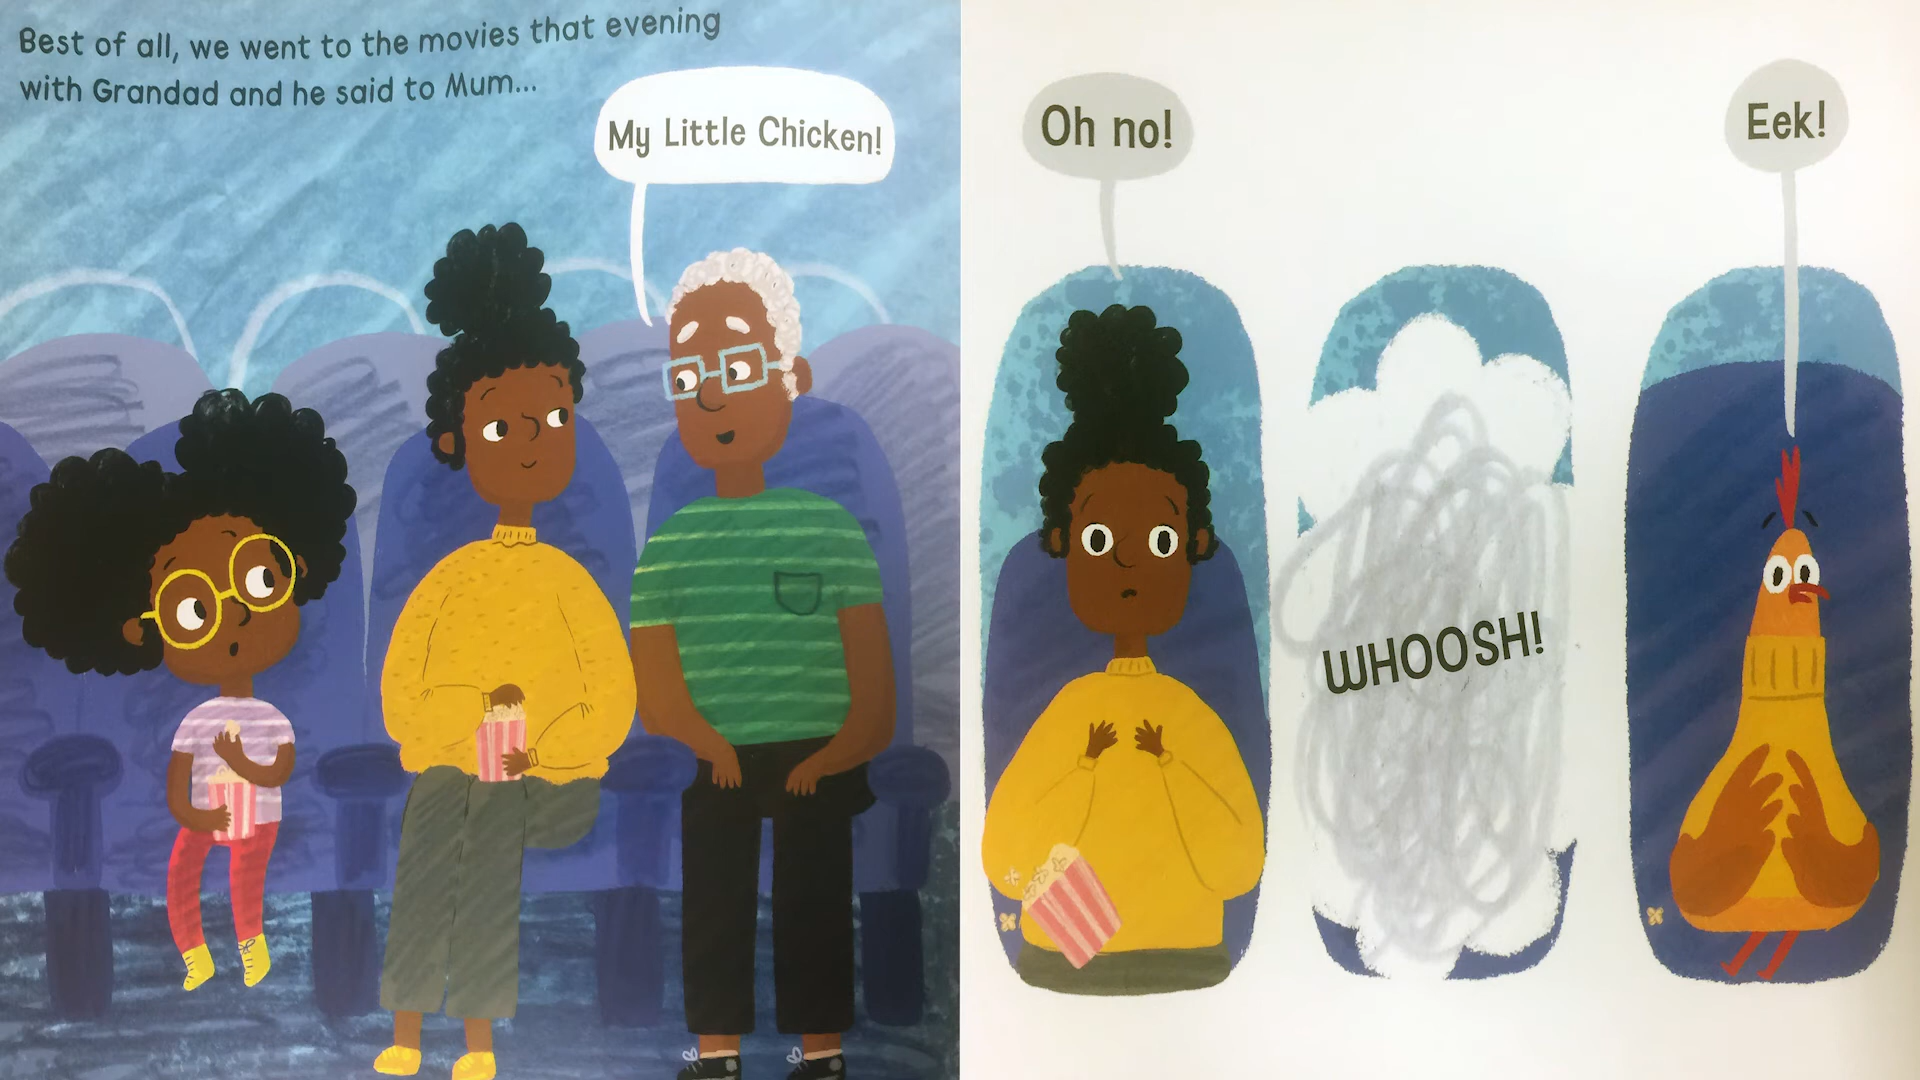 Best of all, we went to the movies that evening
with Grandad and he said to Mum...
My Little Chicken!
Oh no!
WHOOSH!
Eek!